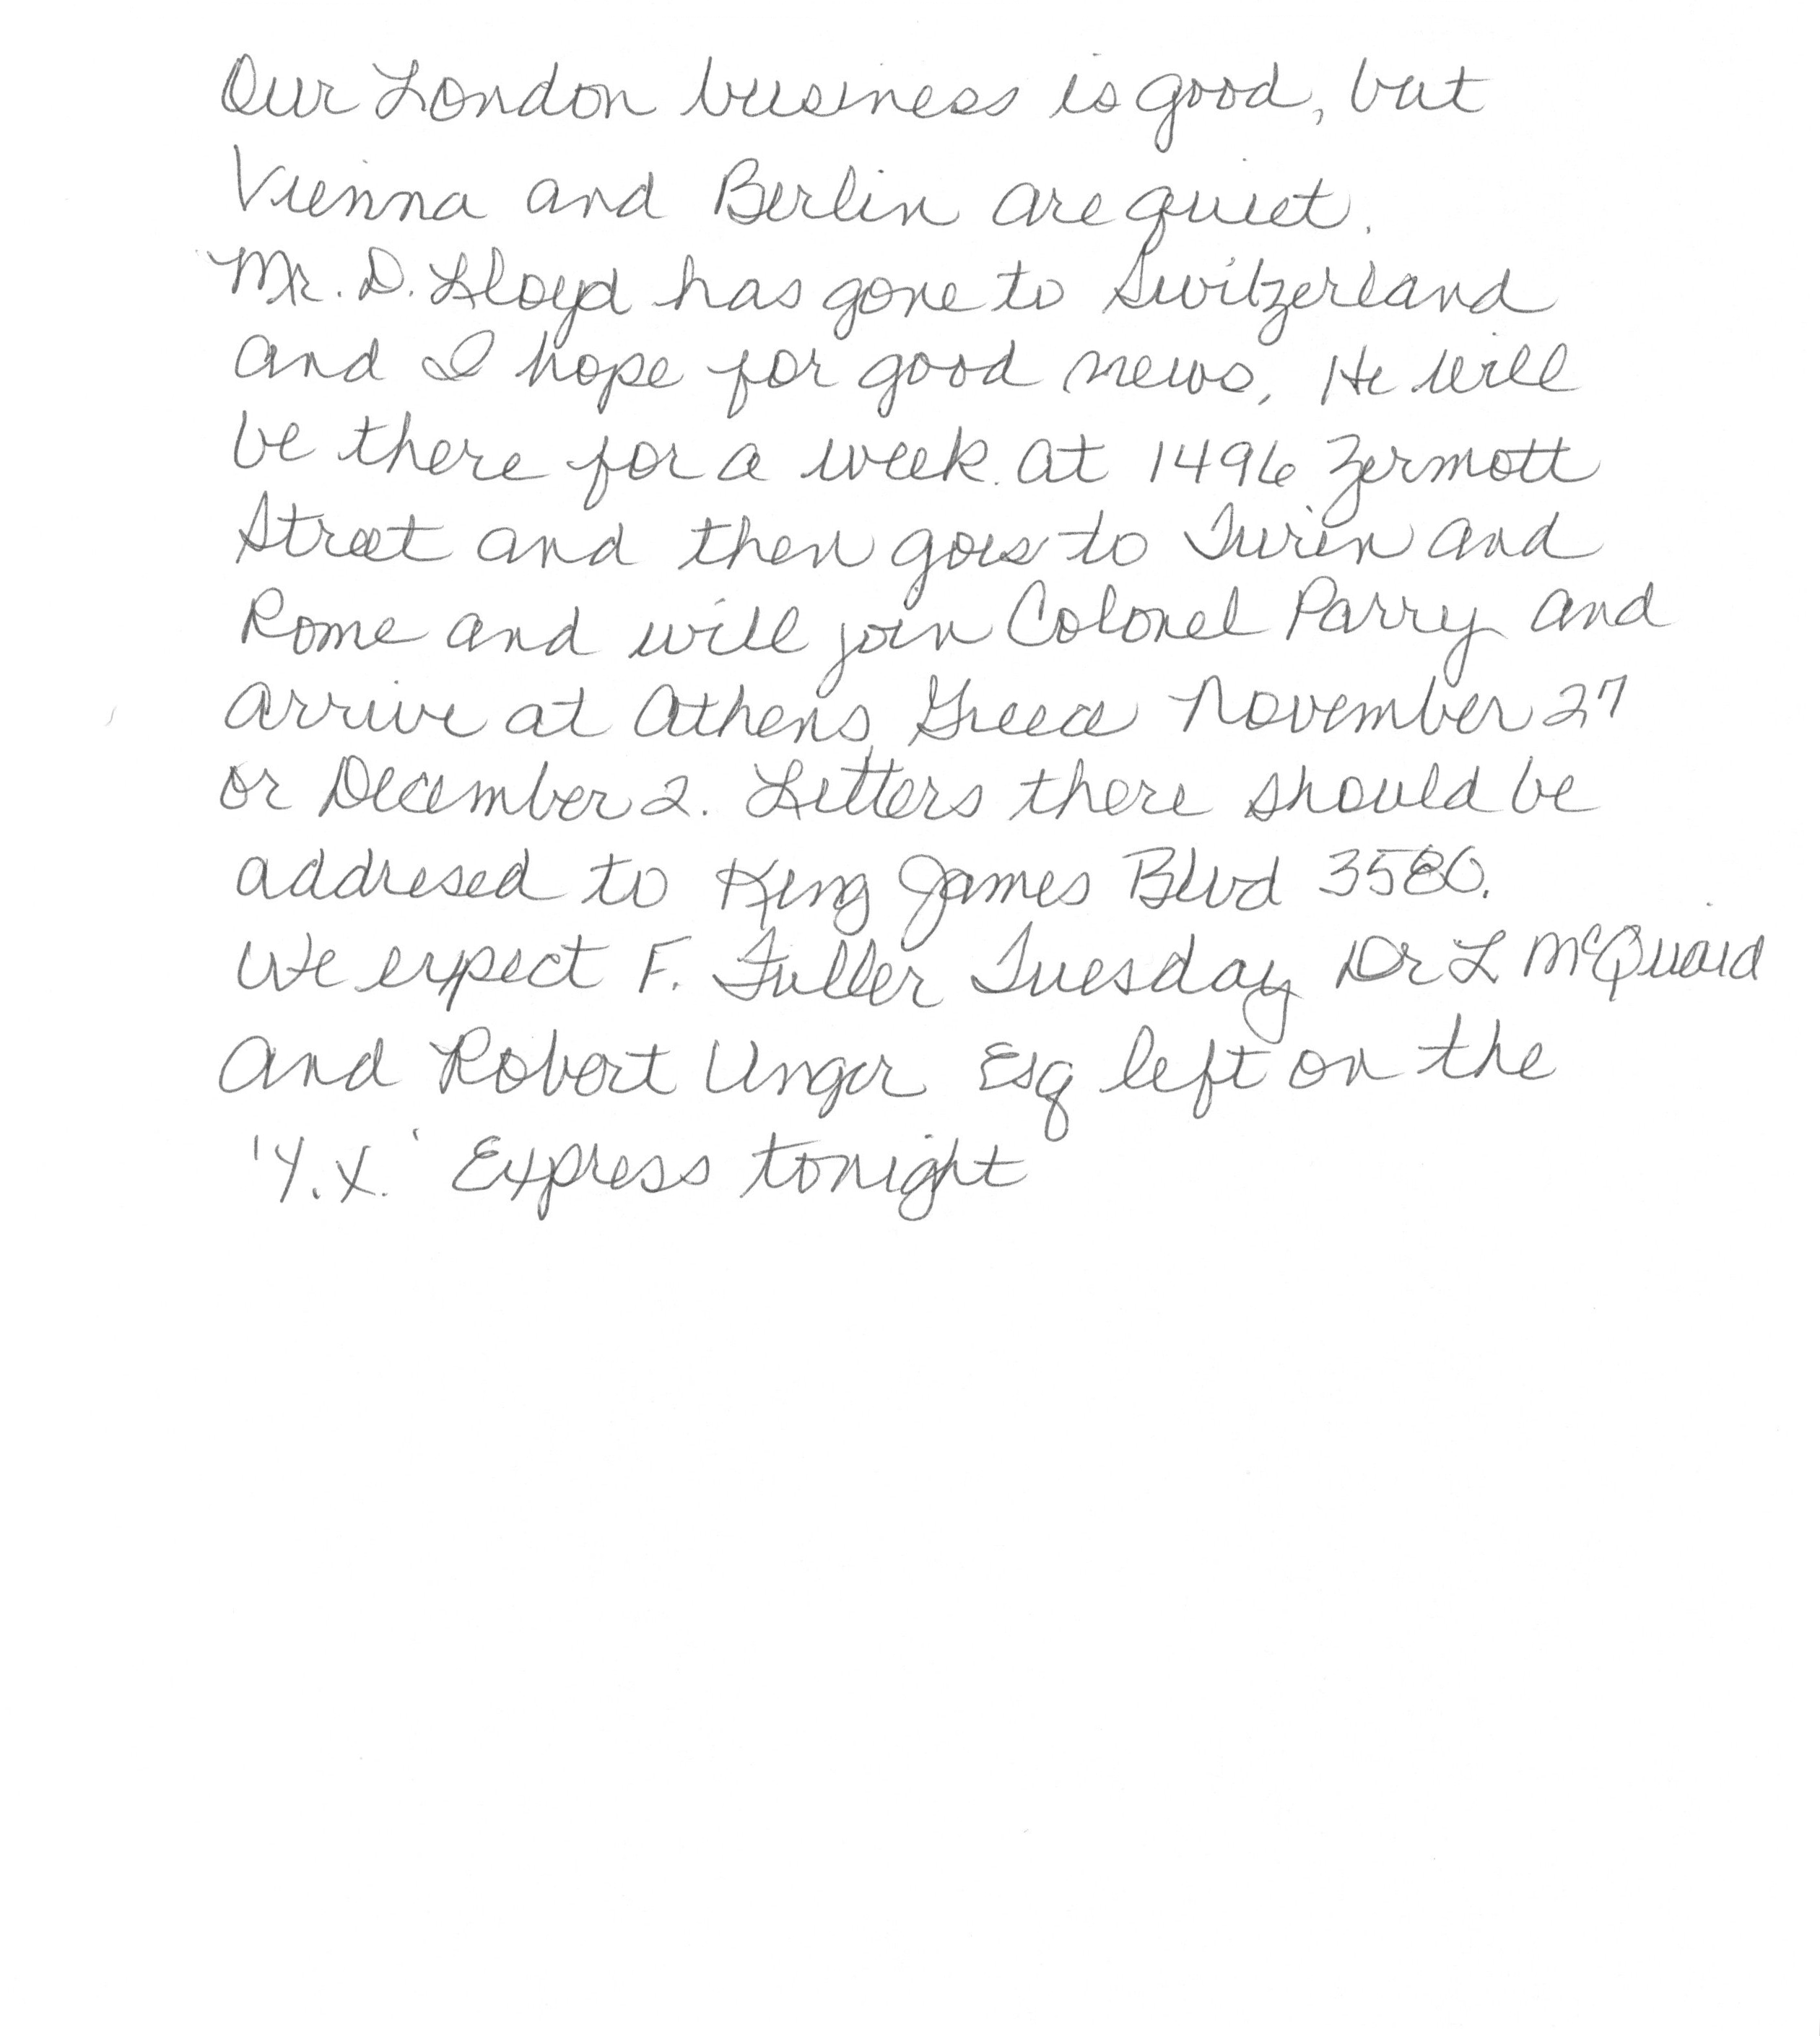 Our London business is good, but
Vienna and Berlin are quiet.
Mr. D. Lloyd has gone to Switzerland
and I hope for good news. He will
be there for a week at 1496 Zermott
Street and then goes to Turin and
Rome and will join Colonel Parry and
arrive at Athens, Greece November 27
or December 2. Letters there should be
addresed to King James Blvd 3580.
We expect F. Fuller Tuesday Dr L McQuaid
and Robert Unger Esq left on the
'Y.X.' Express tonight